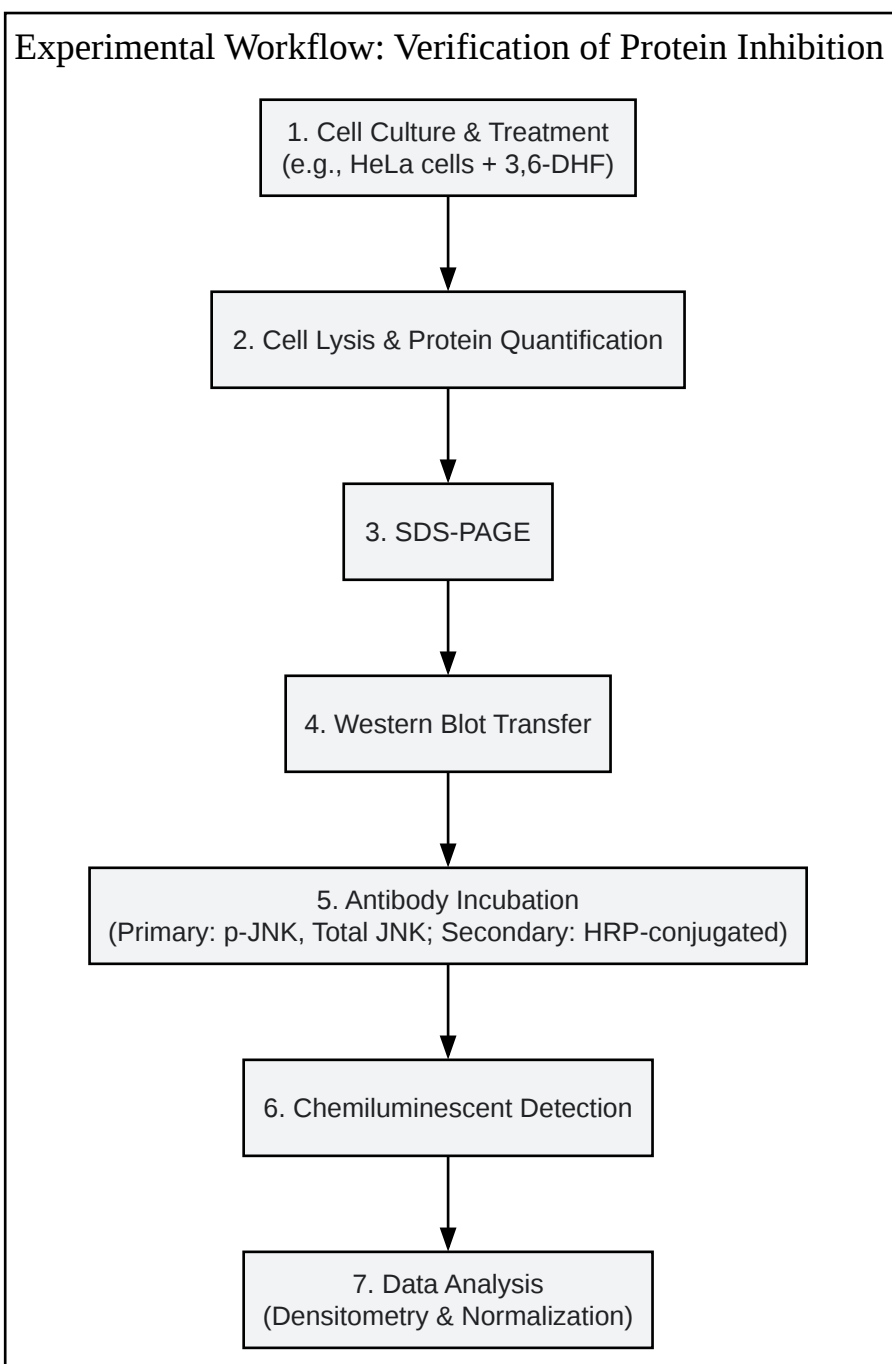 Experimental Workflow: Verification of Protein Inhibition
1. Cell Culture & Treatment
(e.g., HeLa cells + 3,6-DHF)
2. Cell Lysis & Protein Quantification
3. SDS-PAGE
4. Western Blot Transfer
5. Antibody Incubation
(Primary: p-JNK, Total JNK; Secondary: HRP-conjugated)
6. Chemiluminescent Detection
7. Data Analysis
(Densitometry & Normalization)